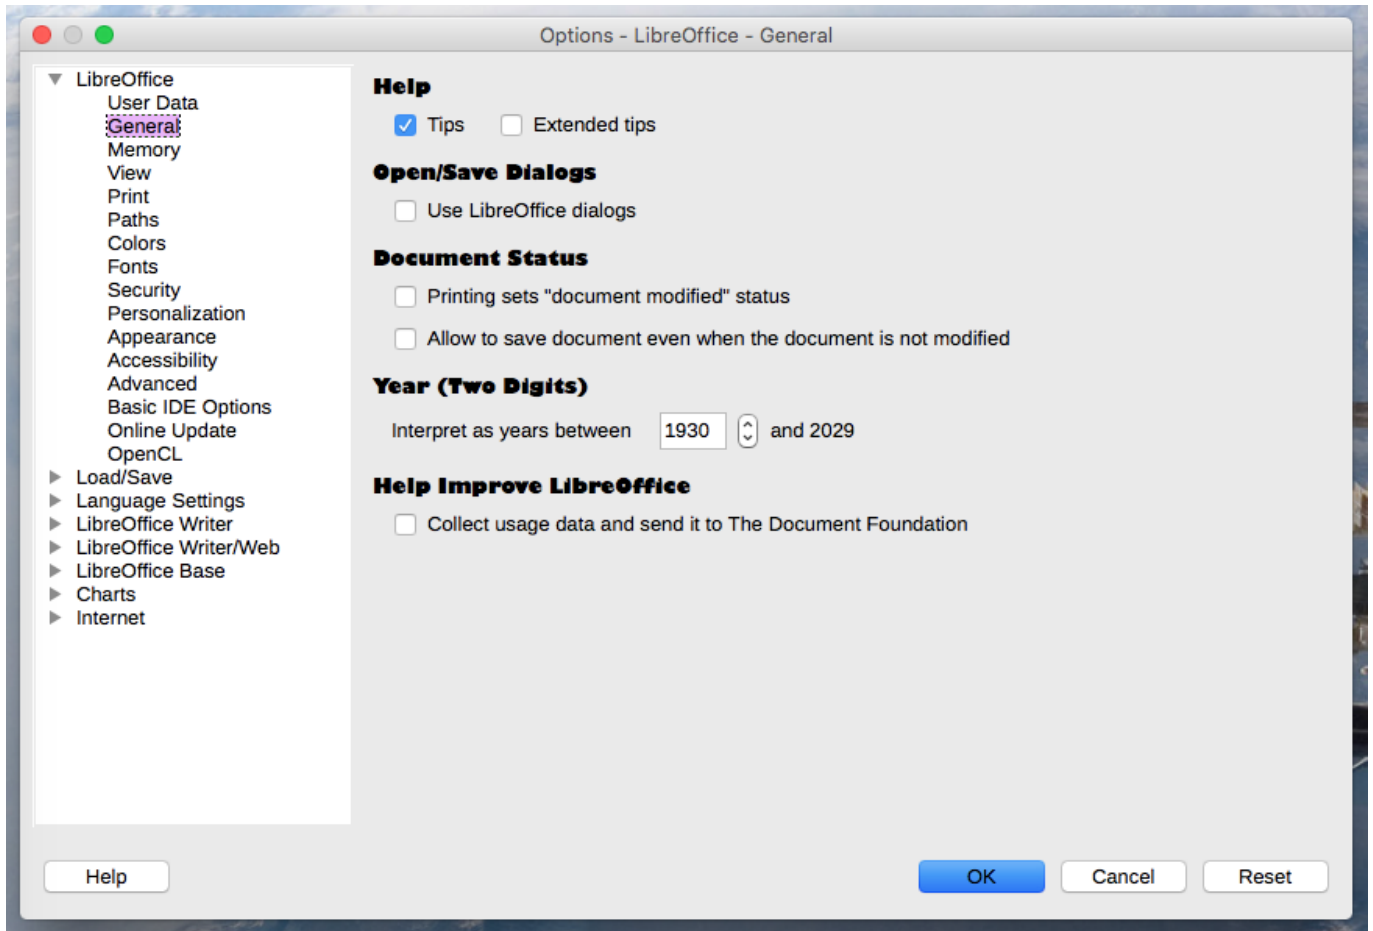 Options - LibreOffice - General
LibreOffice
User Data
General
Memory
View
Print
Paths
Colors
Fonts
Security
Personalization
Appearance
Accessibility
Advanced
Basic IDE Options
Online Update
OpenCL
Load/Save
Language Settings
LibreOffice Writer
LibreOffice Writer/Web
LibreOffice Base
Charts
Internet
Help
Tips Extended tips
Open/Save Dialogs
Use LibreOffice dialogs
Document Status
Printing sets "document modified" status
Allow to save document even when the document is not modified
Year (Two Digits)
Interpret as years between 1930 and 2029
Help Improve LibreOffice
Collect usage data and send it to The Document Foundation
Help OK Cancel Reset